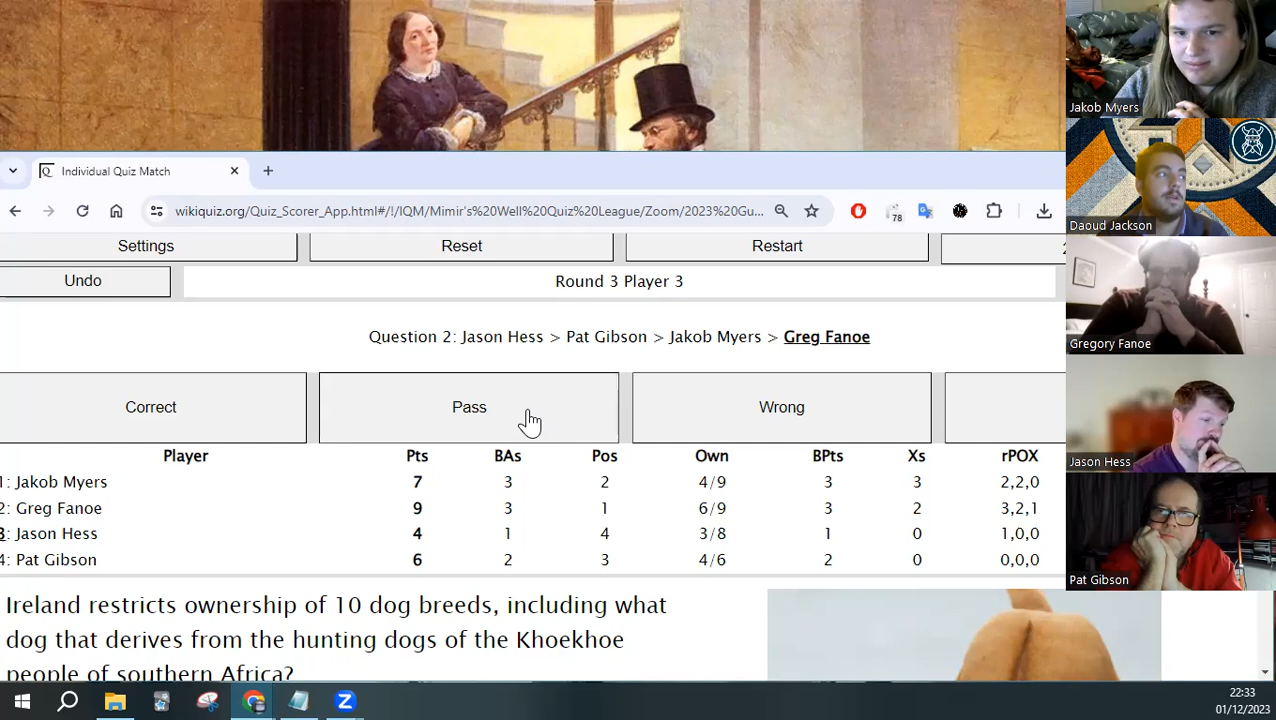 Individual Quiz Match
wikiquiz.org/Quiz_Scorer_App.html#/!/IQM/Mimir's%20Well%20Quiz%20League/Zoom/2023%20Gu...
78
Settings Reset Restart
Undo Round 3 Player 3
Question 2: Jason Hess > Pat Gibson > Jakob Myers > Greg Fanoe
Correct Pass Wrong
Player Pts BAs Pos Own BPts Xs rPOX
1: Jakob Myers 7 3 2 4/9 3 3 2,2,0
2: Greg Fanoe 9 3 1 6/9 3 2 3,2,1
3: Jason Hess 4 1 4 3/8 1 0 1,0,0
4: Pat Gibson 6 2 3 4/6 2 0 0,0,0
Ireland restricts ownership of 10 dog breeds, including what
dog that derives from the hunting dogs of the Khoekhoe
people of southern Africa?
Jakob Myers
Daoud Jackson
Gregory Fanoe
Jason Hess
Pat Gibson
22:33
01/12/2023